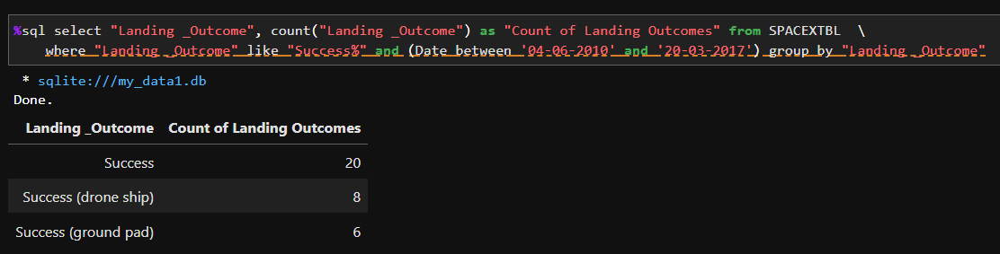 %sql select "Landing _Outcome", count("Landing _Outcome") as "Count of Landing Outcomes" from SPACEXTBL \
where "Landing _Outcome" like "Success%" and (Date between '04-06-2010' and '20-03-2017') group by "Landing _Outcome"
* sqlite:///my_data1.db
Done.
Landing _Outcome Count of Landing Outcomes
Success 20
Success (drone ship) 8
Success (ground pad) 6